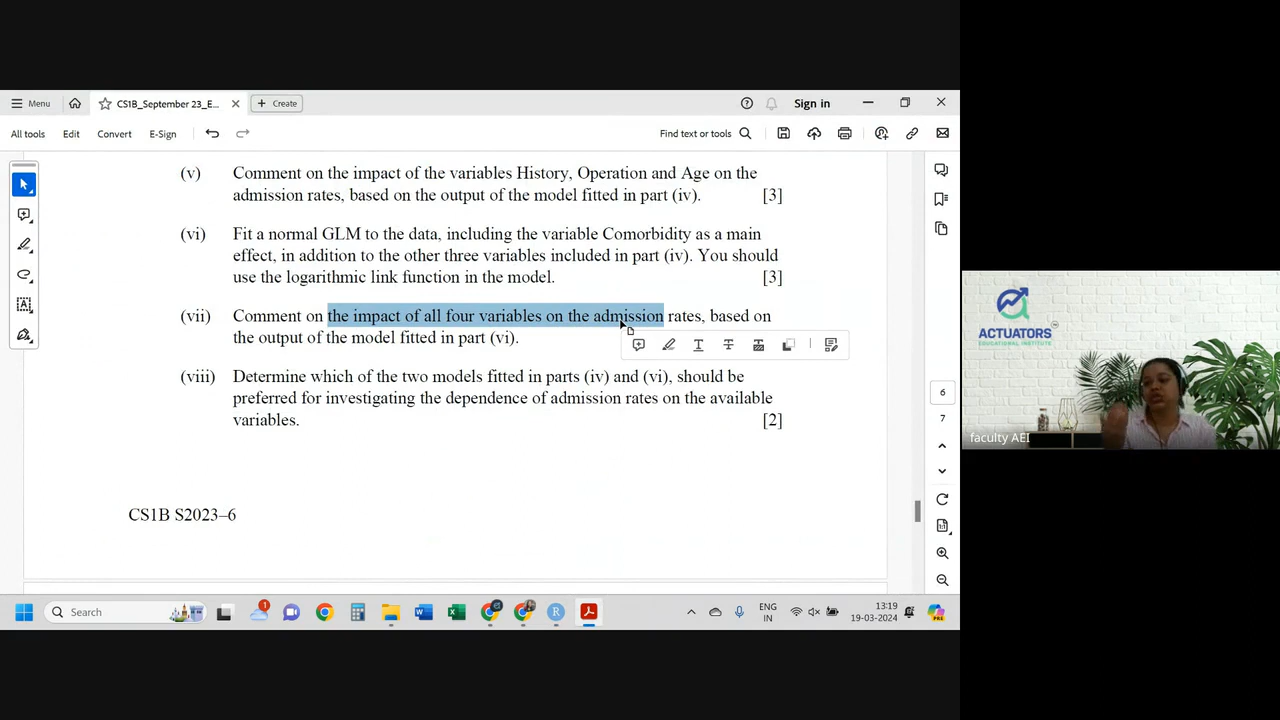 Menu
CS1B_September 23_E...
Create
Sign in
All tools
Edit
Convert
E-Sign
Find text or tools
(v) Comment on the impact of the variables History, Operation and Age on the
admission rates, based on the output of the model fitted in part (iv). [3]
(vi) Fit a normal GLM to the data, including the variable Comorbidity as a main
effect, in addition to the other three variables included in part (iv). You should
use the logarithmic link function in the model. [3]
(vii) Comment on the impact of all four variables on the admission rates, based on
the output of the model fitted in part (vi).
(viii) Determine which of the two models fitted in parts (iv) and (vi), should be
preferred for investigating the dependence of admission rates on the available
variables. [2]
CS1B S2023–6
6
7
ACTUATORS
EDUCATIONAL INSTITUTE
faculty AEI
Search
1
ENG
IN
13:19
19-03-2024